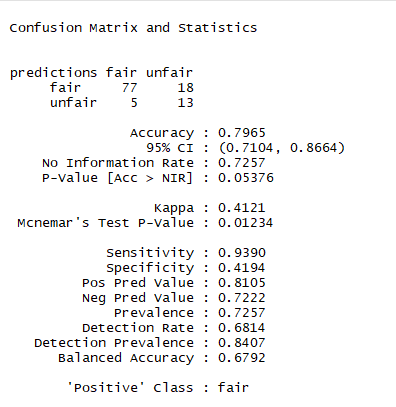 Confusion Matrix and Statistics
predictions fair unfair
fair 77 18
unfair 5 13
Accuracy : 0.7965
95% CI : (0.7104, 0.8664)
No Information Rate : 0.7257
P-Value [Acc > NIR] : 0.05376
Kappa : 0.4121
Mcnemar's Test P-Value : 0.01234
Sensitivity : 0.9390
Specificity : 0.4194
Pos Pred Value : 0.8105
Neg Pred Value : 0.7222
Prevalence : 0.7257
Detection Rate : 0.6814
Detection Prevalence : 0.8407
Balanced Accuracy : 0.6792
'Positive' Class : fair